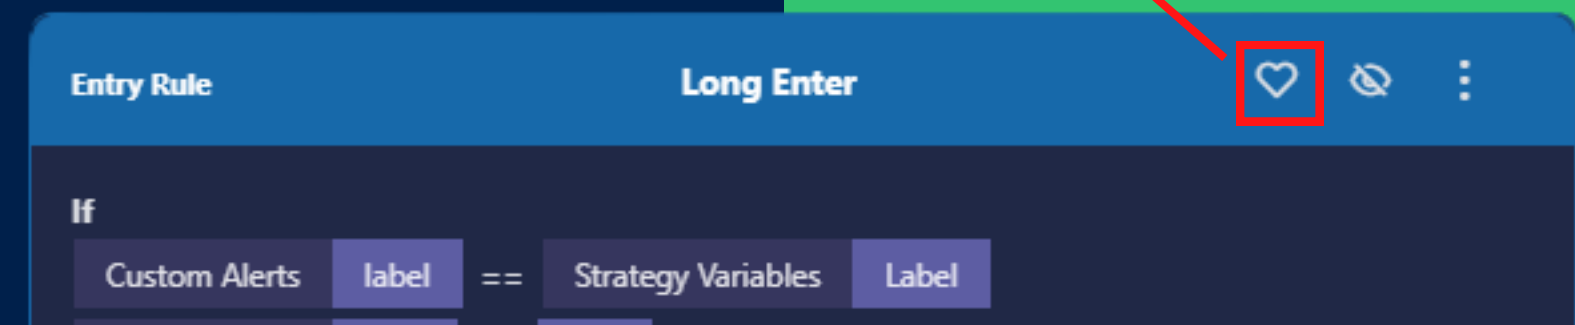 Entry Rule Long Enter
If
Custom Alerts label == Strategy Variables Label